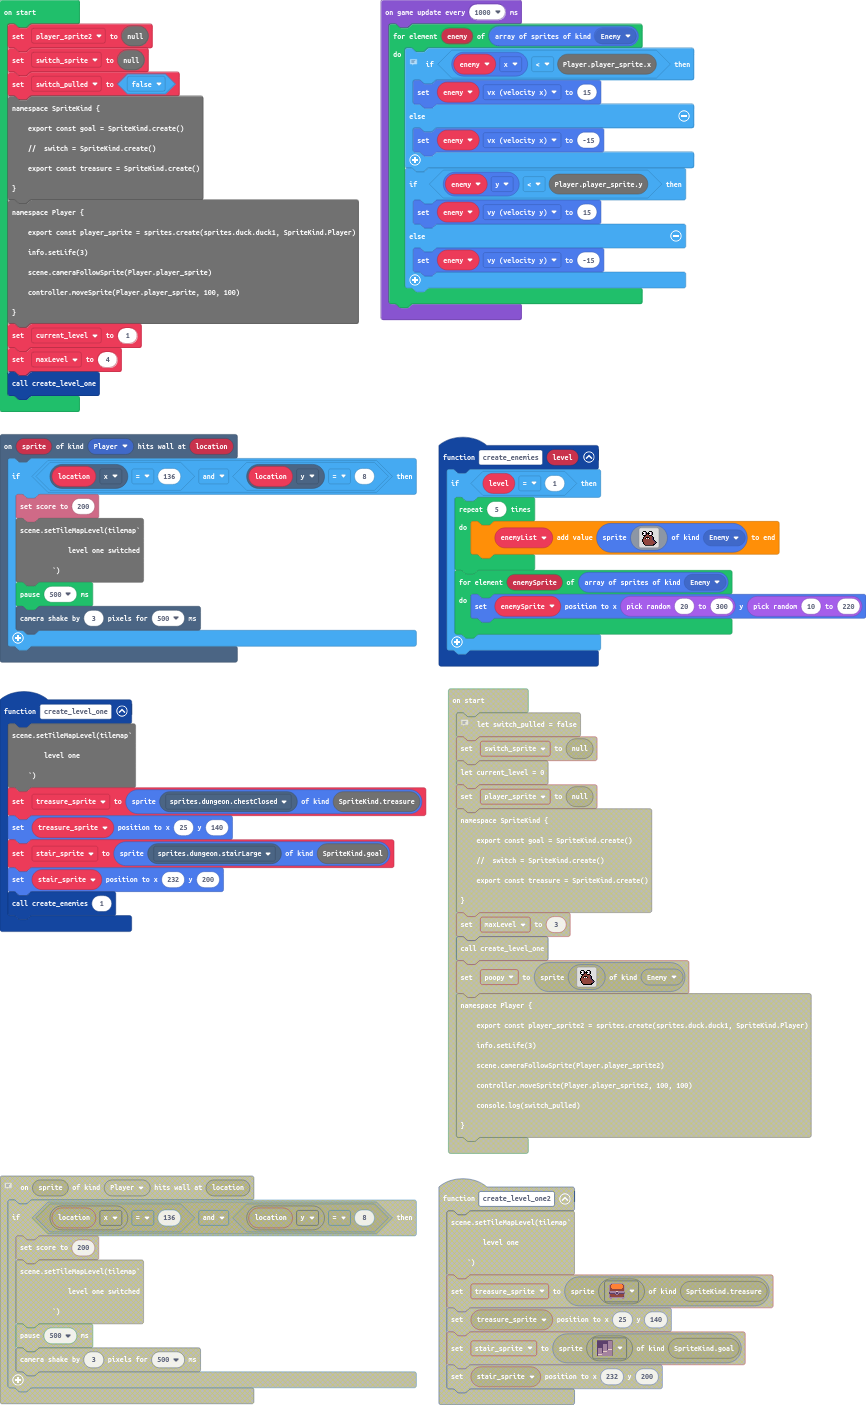 on start
set player_sprite2 to null
set switch_sprite to null
set switch_pulled to false
namespace SpriteKind {
export const goal = SpriteKind.create()
// switch = SpriteKind.create()
export const treasure = SpriteKind.create()
}
namespace Player {
export const player_sprite = sprites.create(sprites.duck.duck1, SpriteKind.Player)
info.setLife(3)
scene.cameraFollowSprite(Player.player_sprite)
controller.moveSprite(Player.player_sprite, 100, 100)
}
set current_level to 1
set maxLevel to 4
call create_level_one
on game update every 1000 ms
for element enemy of array of sprites of kind Enemy
do
if enemy x < Player.player_sprite.x then
set enemy vx (velocity x) to 15
else
set enemy vx (velocity x) to -15
if enemy y < Player.player_sprite.y then
set enemy vy (velocity y) to 15
else
set enemy vy (velocity y) to -15
on sprite of kind Player hits wall at location
if location x = 136 and location y = 8 then
set score to 200
scene.setTileMapLevel(tilemap`
level one switched
`)
pause 500 ms
camera shake by 3 pixels for 500 ms
function create_enemies level
if level = 1 then
repeat 5 times
do
enemyList add value sprite of kind Enemy to end
for element enemySprite of array of sprites of kind Enemy
do
set enemySprite position to x pick random 20 to 300 y pick random 10 to 220
function create_level_one
scene.setTileMapLevel(tilemap`
level one
`)
set treasure_sprite to sprite sprites.dungeon.chestClosed of kind SpriteKind.treasure
set treasure_sprite position to x 25 y 140
set stair_sprite to sprite sprites.dungeon.stairLarge of kind SpriteKind.goal
set stair_sprite position to x 232 y 200
call create_enemies 1
on start
let switch_pulled = false
set switch_sprite to null
let current_level = 0
set player_sprite to null
namespace SpriteKind {
export const goal = SpriteKind.create()
// switch = SpriteKind.create()
export const treasure = SpriteKind.create()
}
set maxLevel to 3
call create_level_one
set poopy to sprite of kind Enemy
namespace Player {
export const player_sprite2 = sprites.create(sprites.duck.duck1, SpriteKind.Player)
info.setLife(3)
scene.cameraFollowSprite(Player.player_sprite2)
controller.moveSprite(Player.player_sprite2, 100, 100)
console.log(switch_pulled)
}
on sprite of kind Player hits wall at location
if location x = 136 and location y = 8 then
set score to 200
scene.setTileMapLevel(tilemap`
level one switched
`)
pause 500 ms
camera shake by 3 pixels for 500 ms
function create_level_one2
scene.setTileMapLevel(tilemap`
level one
`)
set treasure_sprite to sprite of kind SpriteKind.treasure
set treasure_sprite position to x 25 y 140
set stair_sprite to sprite of kind SpriteKind.goal
set stair_sprite position to x 232 y 200